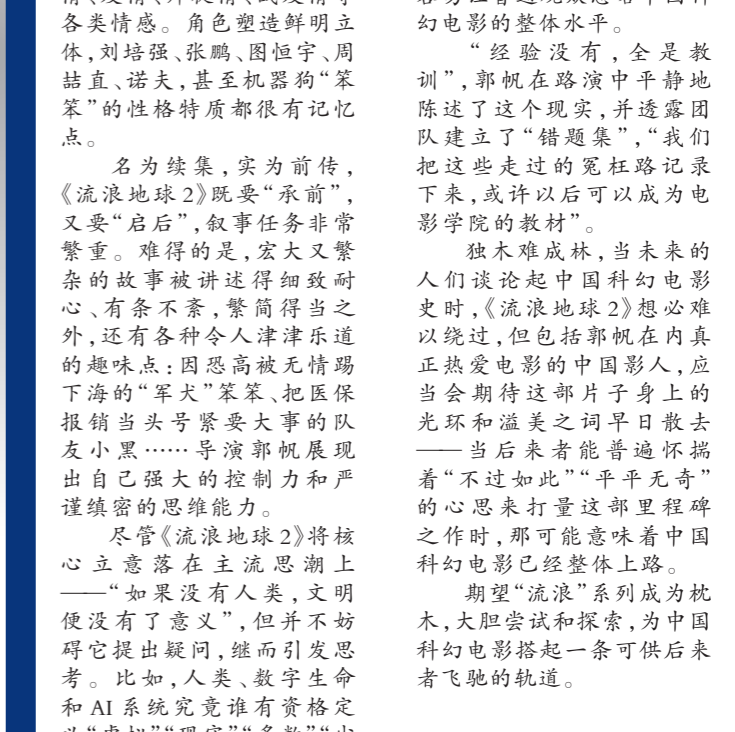 各类情感。角色塑造鲜明立
体,刘培强、张鹏、图恒宇、周
喆直、诺夫,甚至机器狗“笨
笨”的性格特质都很有记忆
点。
名为续集,实为前传,
《流浪地球2》既要“承前”,
又要“启后”,叙事任务非常
繁重。难得的是,宏大又繁
杂的故事被讲述得细致耐
心、有条不紊,繁简得当之
外,还有各种令人津津乐道
的趣味点:因恐高被无情踢
下海的“军犬”笨笨、把医保
报销当头号紧要大事的队
友小黑……导演郭帆展现
出自己强大的控制力和严
谨缜密的思维能力。
尽管《流浪地球2》将核
心立意落在主流思潮上
——“如果没有人类,文明
便没有了意义”,但并不妨
碍它提出疑问,继而引发思
考。比如,人类、数字生命
和AI系统究竟谁有资格定
幻电影的整体水平。
“经验没有,全是教
训”,郭帆在路演中平静地
陈述了这个现实,并透露团
队建立了“错题集”,“我们
把这些走过的冤枉路记录
下来,或许以后可以成为电
影学院的教材”。
独木难成林,当未来的
人们谈论起中国科幻电影
史时,《流浪地球2》想必难
以绕过,但包括郭帆在内真
正热爱电影的中国影人,应
当会期待这部片子身上的
光环和溢美之词早日散去
——当后来者能普遍怀揣
着“不过如此”“平平无奇”
的心思来打量这部里程碑
之作时,那可能意味着中国
科幻电影已经整体上路。
期望“流浪”系列成为枕
木,大胆尝试和探索,为中国
科幻电影搭起一条可供后来
者飞驰的轨道。